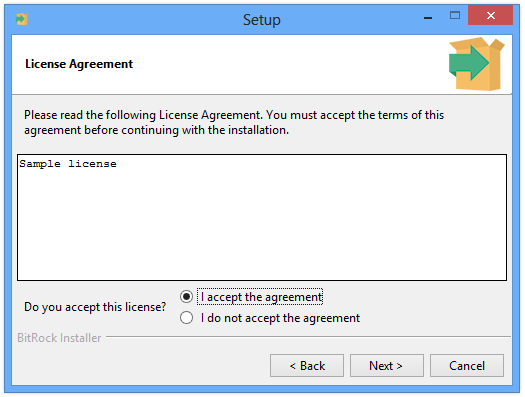 Setup
License Agreement
Please read the following License Agreement. You must accept the terms of this
agreement before continuing with the installation.
Sample license
Do you accept this license?
I accept the agreement
I do not accept the agreement
BitRock Installer
< Back
Next >
Cancel